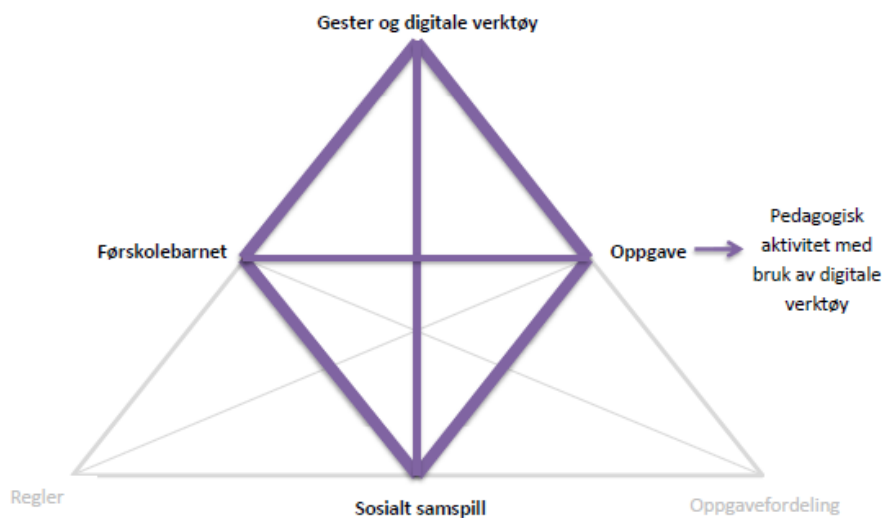 Gester og digitale verktøy
Førskolebarnet
Oppgave
Pedagogisk
aktivitet med
bruk av digitale
verktøy
Regler
Sosialt samspill
Oppgavefordeling